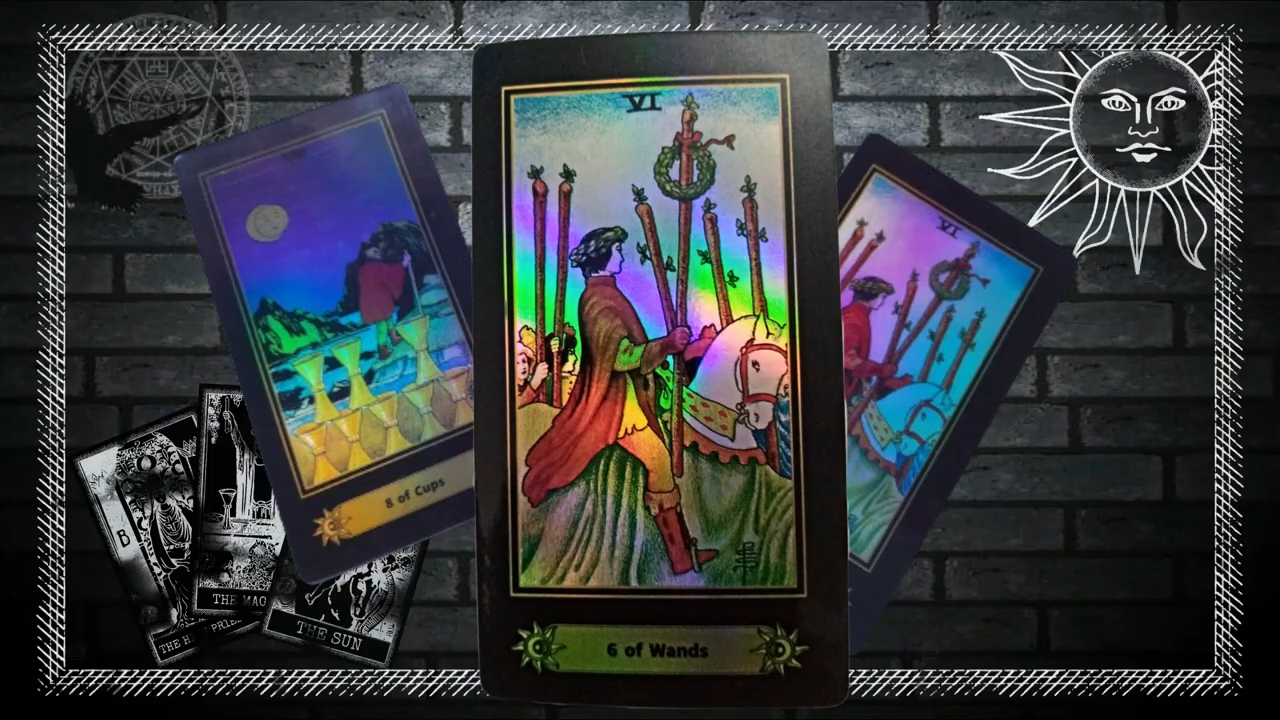 VI
VI
8 of Cups
B
THE MAG
THE HI PRIE
THE SUN
6 of Wands